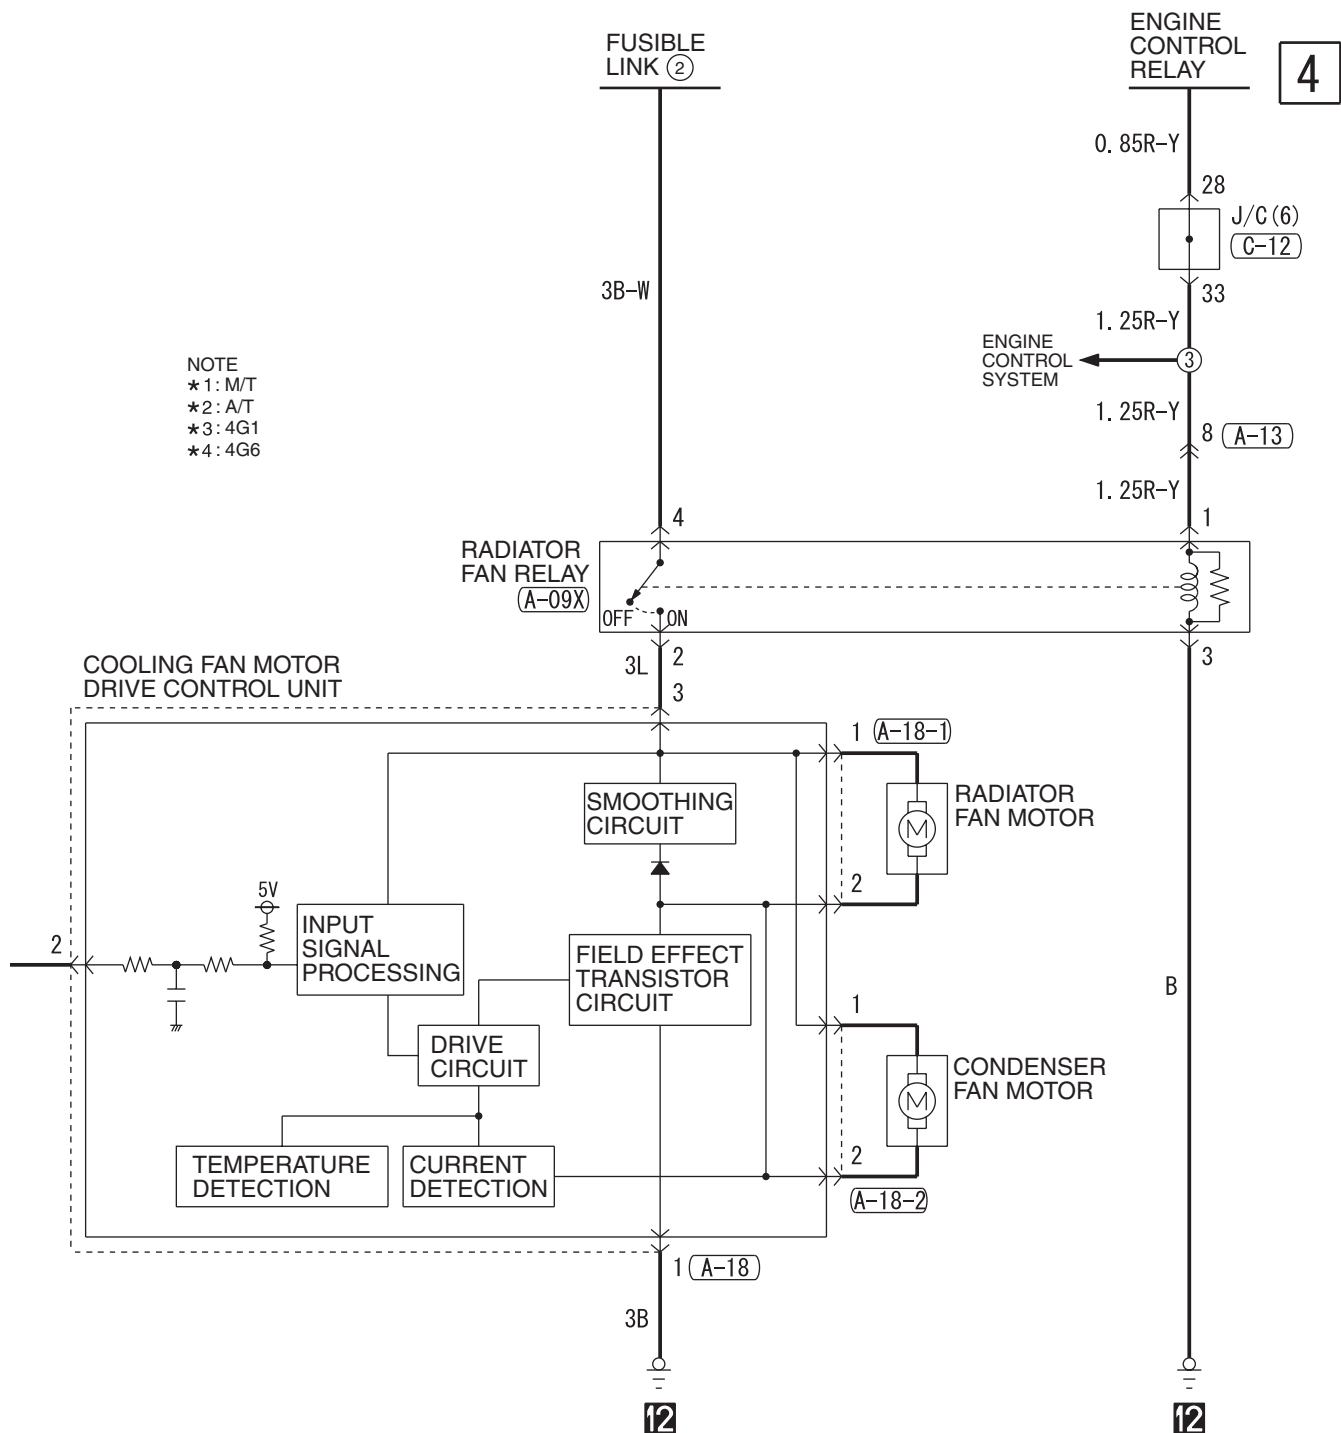 FUSIBLE
LINK ②
ENGINE
CONTROL
RELAY
4
0.85R-Y
28
J/C(6)
C-12
3B-W
33
1.25R-Y
ENGINE
CONTROL
SYSTEM
③
NOTE
*1: M/T
*2: A/T
*3: 4G1
*4: 4G6
1.25R-Y
8 A-13
1.25R-Y
4
1
RADIATOR
FAN RELAY
A-09X
OFF ON
3L
2
3
3
COOLING FAN MOTOR
DRIVE CONTROL UNIT
1 A-18-1
SMOOTHING
CIRCUIT
RADIATOR
FAN MOTOR
M
2
5V
2
INPUT
SIGNAL
PROCESSING
FIELD EFFECT
TRANSISTOR
CIRCUIT
B
1
DRIVE
CIRCUIT
CONDENSER
FAN MOTOR
M
TEMPERATURE
DETECTION
CURRENT
DETECTION
2
A-18-2
1 A-18
3B
12
12